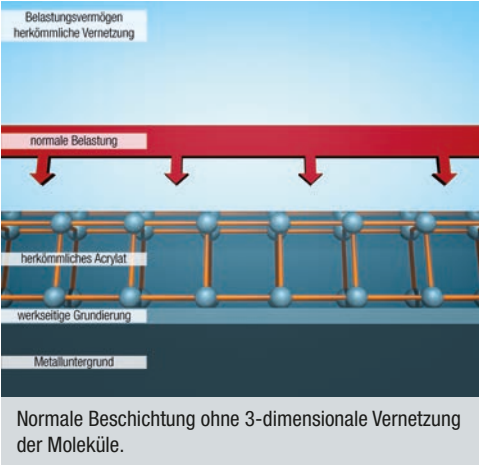 Belastungsvermögen
herkömmliche Vernetzung
normale Belastung
herkömmliches Acrylat
werkseitige Grundierung
Metalluntergrund
Normale Beschichtung ohne 3-dimensionale Vernetzung
der Moleküle.